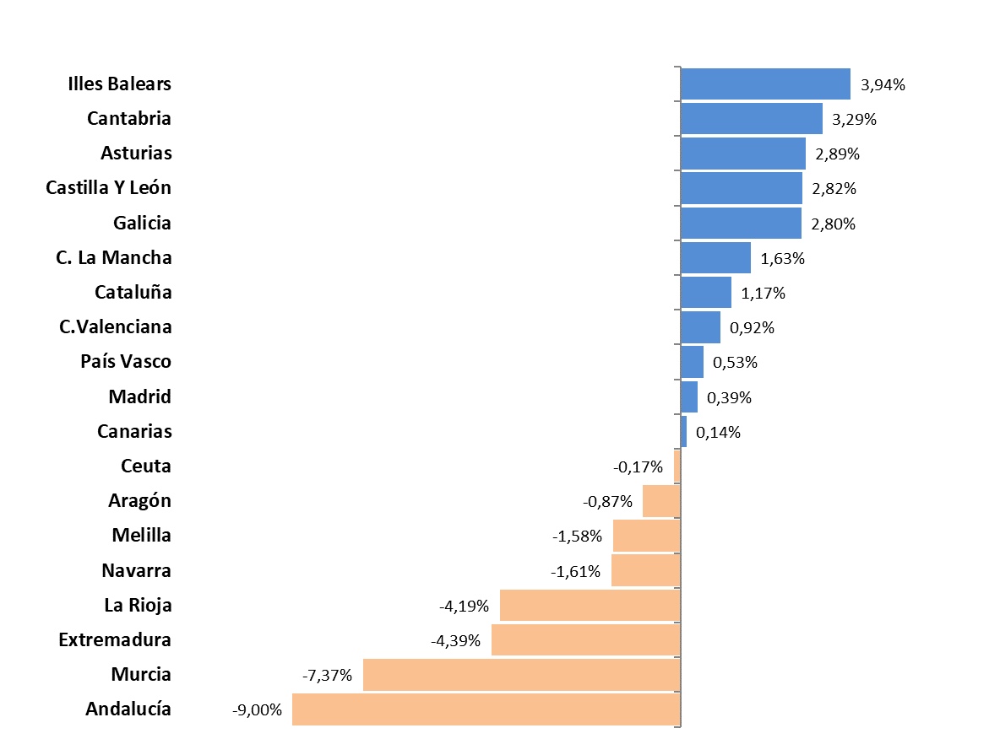 Illes Balears 3,94%
Cantabria 3,29%
Asturias 2,89%
Castilla Y León 2,82%
Galicia 2,80%
C. La Mancha 1,63%
Cataluña 1,17%
C.Valenciana 0,92%
País Vasco 0,53%
Madrid 0,39%
Canarias 0,14%
Ceuta -0,17%
Aragón -0,87%
Melilla -1,58%
Navarra -1,61%
La Rioja -4,19%
Extremadura -4,39%
Murcia -7,37%
Andalucía -9,00%